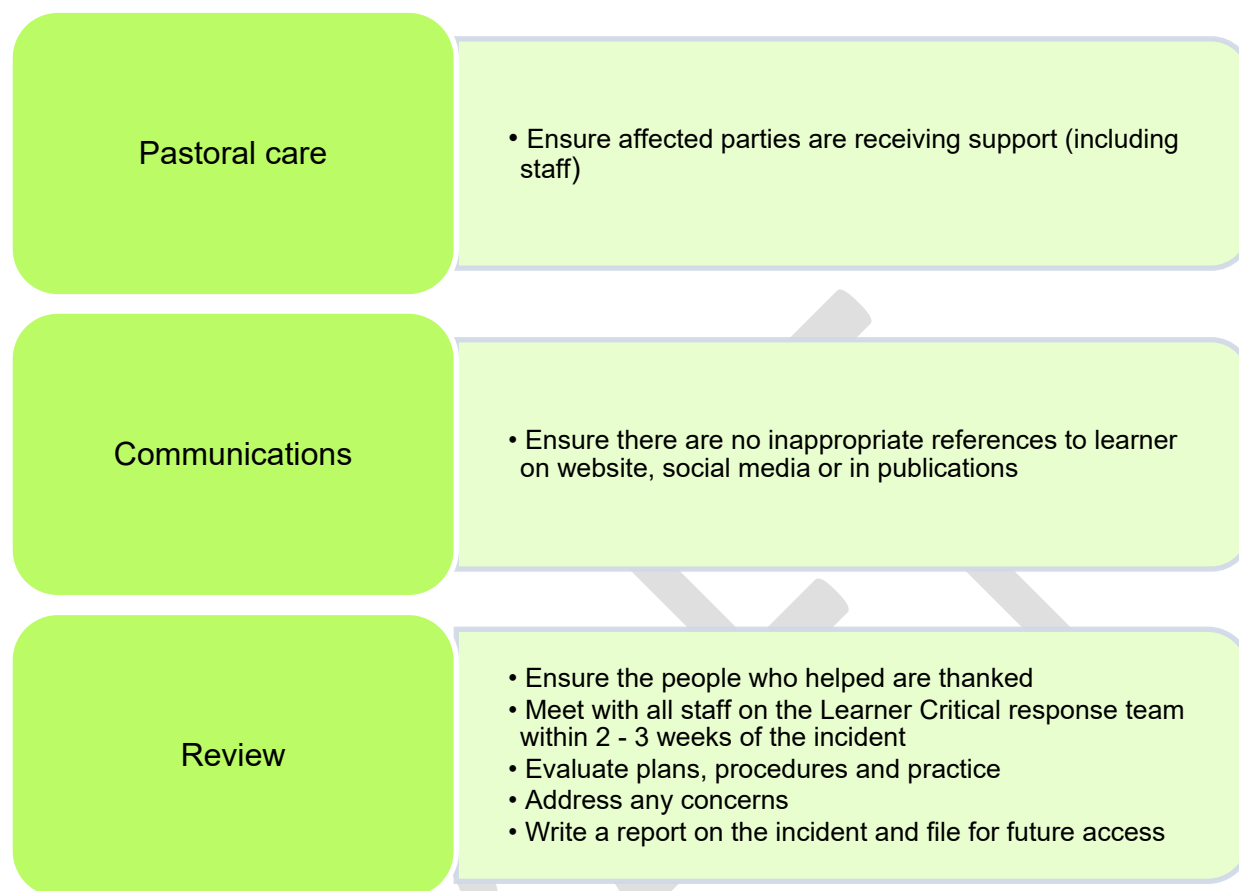 Pastoral care
• Ensure affected parties are receiving support (including
staff)
Communications
• Ensure there are no inappropriate references to learner
on website, social media or in publications
Review
• Ensure the people who helped are thanked
• Meet with all staff on the Learner Critical response team
within 2 - 3 weeks of the incident
• Evaluate plans, procedures and practice
• Address any concerns
• Write a report on the incident and file for future access